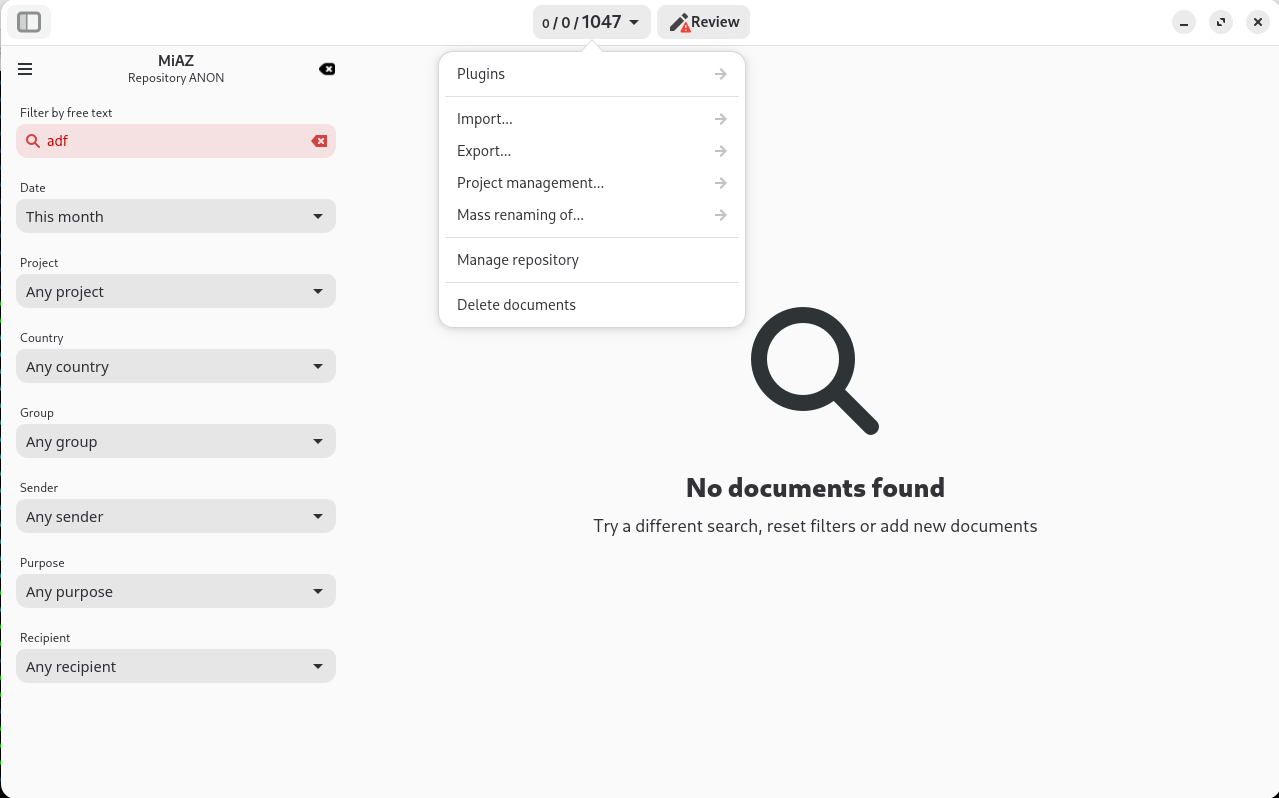 0 / 0 / 1047
Review
MiAZ
Repository ANON
Filter by free text
adf
Date
This month
Project
Any project
Country
Any country
Group
Any group
Sender
Any sender
Purpose
Any purpose
Recipient
Any recipient
Plugins
Import...
Export...
Project management...
Mass renaming of...
Manage repository
Delete documents
No documents found
Try a different search, reset filters or add new documents